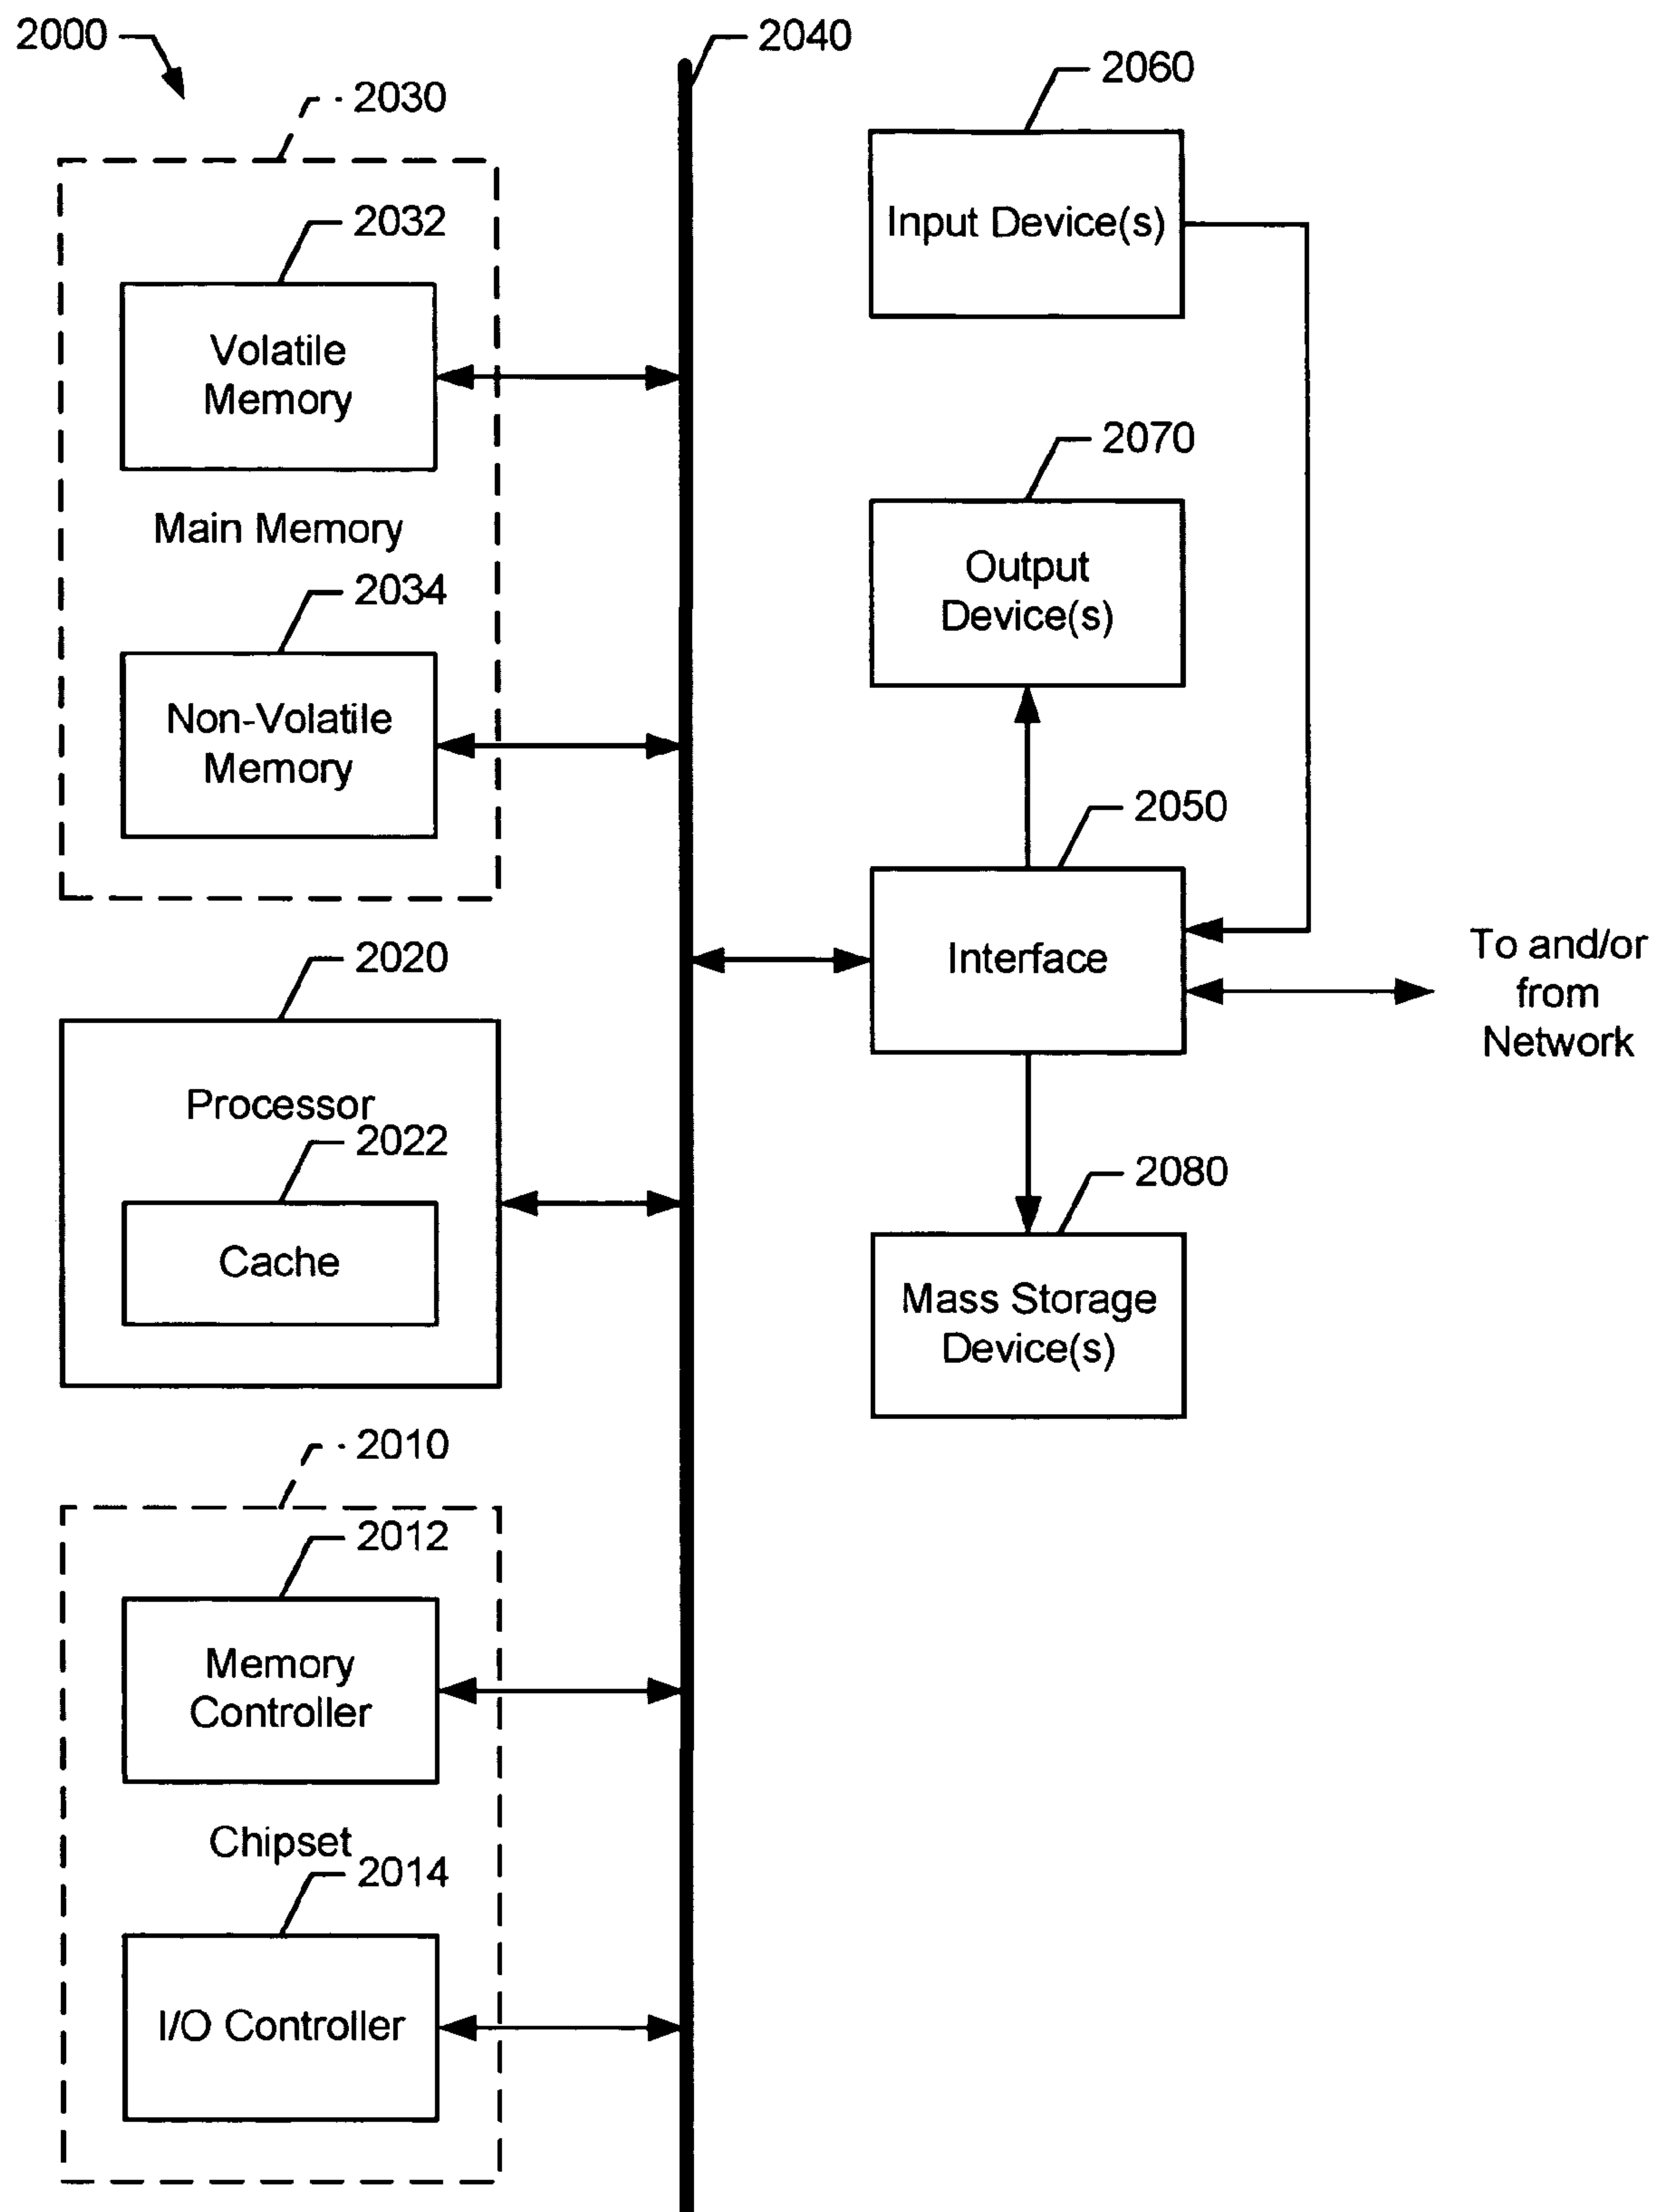 2000
2040
2060
2030
2032
Input Device(s)
Volatile
Memory
2070
Main Memory
Output
Device(s)
2034
Non-Volatile
Memory
2050
2020
Interface
To and/or
from
Network
Processor
2022
2080
Cache
Mass Storage
Device(s)
2010
2012
Memory
Controller
Chipset
2014
I/O Controller